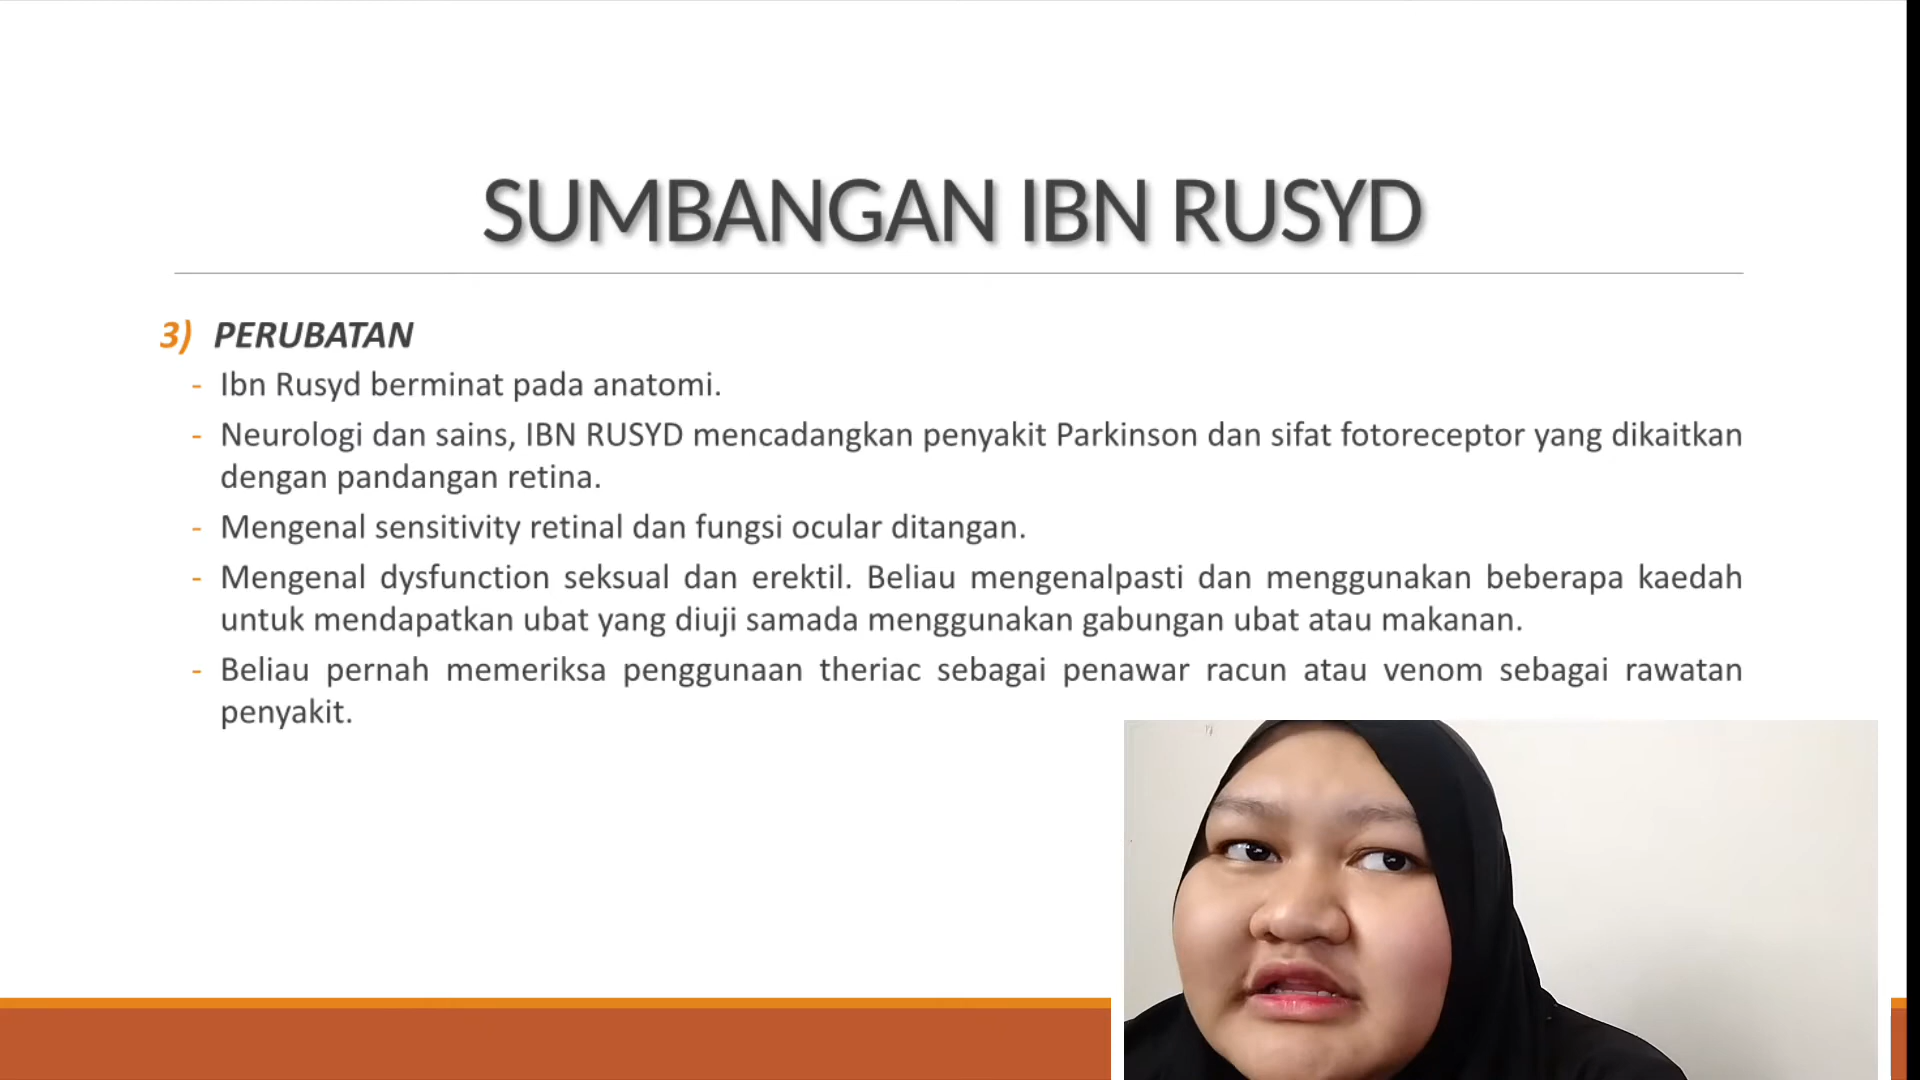 SUMBANGAN IBN RUSYD
3) PERUBATAN
- Ibn Rusyd berminat pada anatomi.
- Neurologi dan sains, IBN RUSYD mencadangkan penyakit Parkinson dan sifat fotoreceptor yang dikaitkan
dengan pandangan retina.
- Mengenal sensitivity retinal dan fungsi ocular ditangan.
- Mengenal dysfunction seksual dan erektil. Beliau mengenalpasti dan menggunakan beberapa kaedah
untuk mendapatkan ubat yang diuji samada menggunakan gabungan ubat atau makanan.
- Beliau pernah memeriksa penggunaan theriac sebagai penawar racun atau venom sebagai rawatan
penyakit.